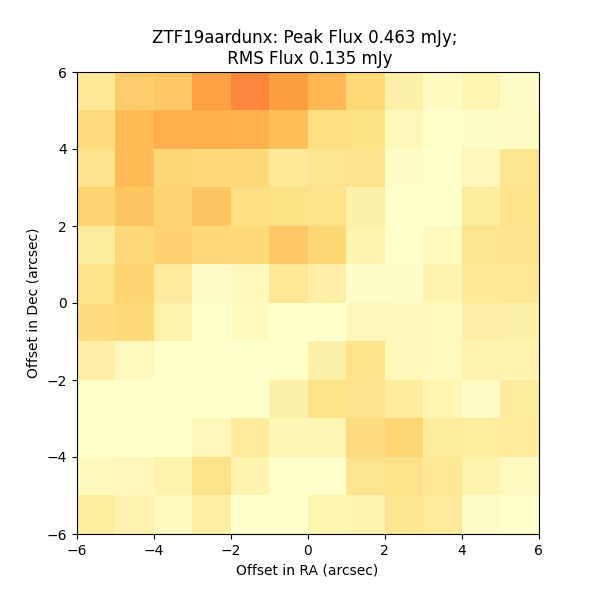 ZTF19aardunx: Peak Flux 0.463 mJy;
RMS Flux 0.135 mJy
6
4
2
0
−2
−4
−6
Offset in Dec (arcsec)
−6 −4 −2 0 2 4 6
Offset in RA (arcsec)